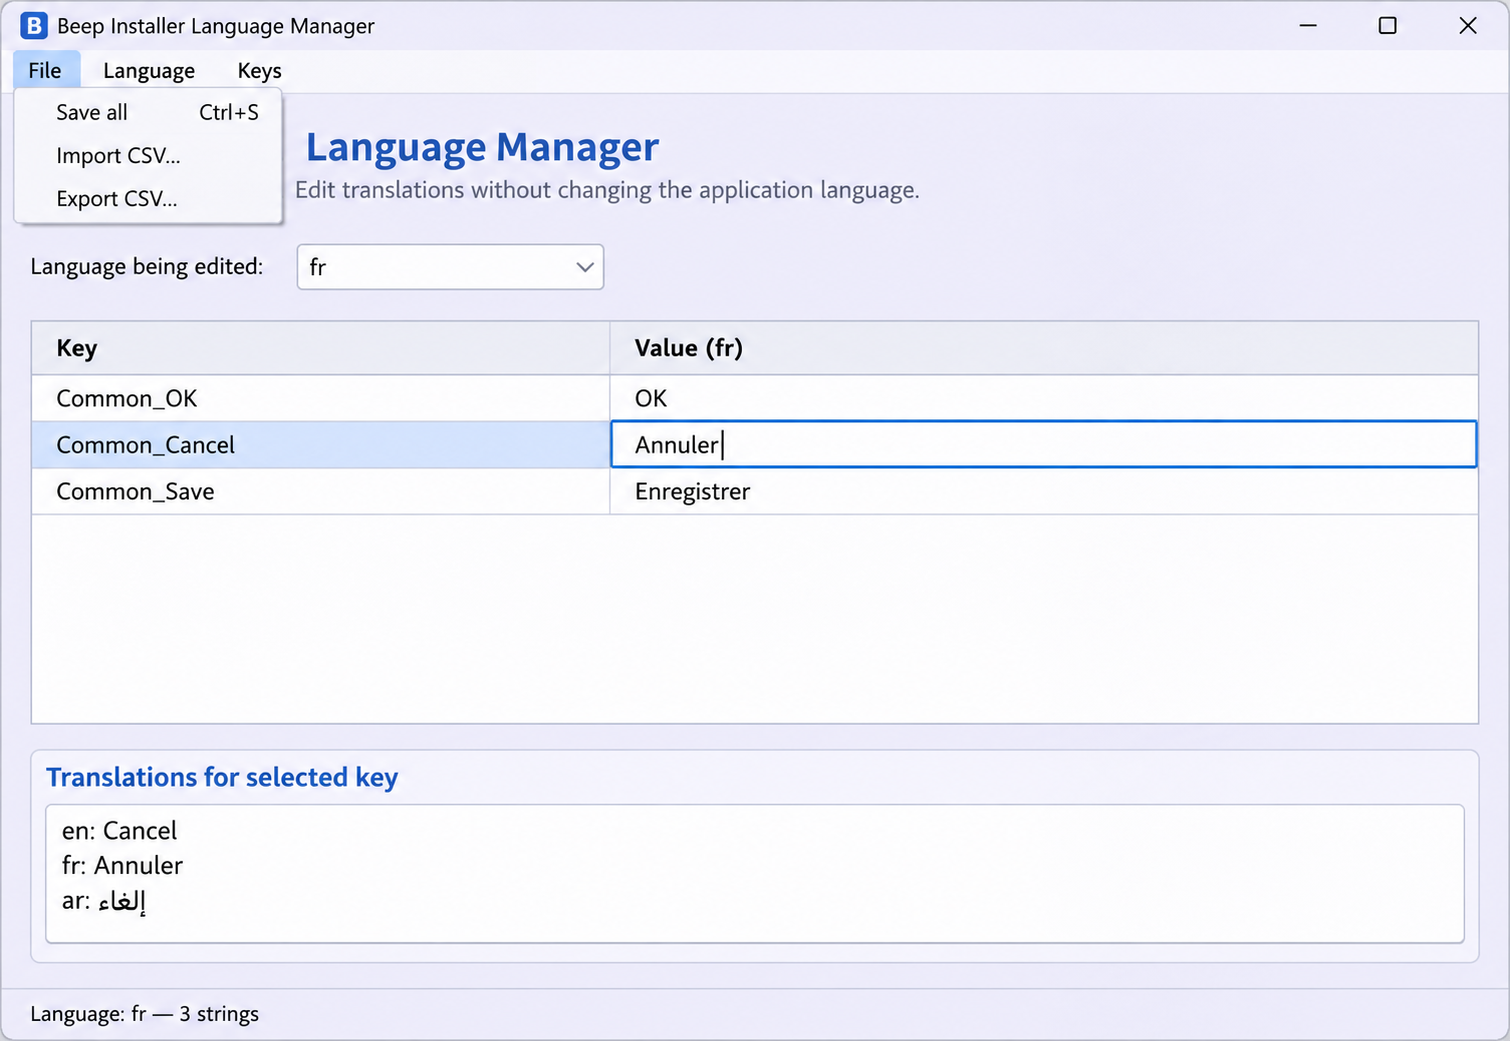 B Beep Installer Language Manager
File Language Keys
Save all Ctrl+S
Import CSV...
Export CSV...
Language Manager
Edit translations without changing the application language.
Language being edited: fr
Key Value (fr)
Common_OK OK
Common_Cancel Annuler
Common_Save Enregistrer
Translations for selected key
en: Cancel
fr: Annuler
ar: إلغاء
Language: fr — 3 strings